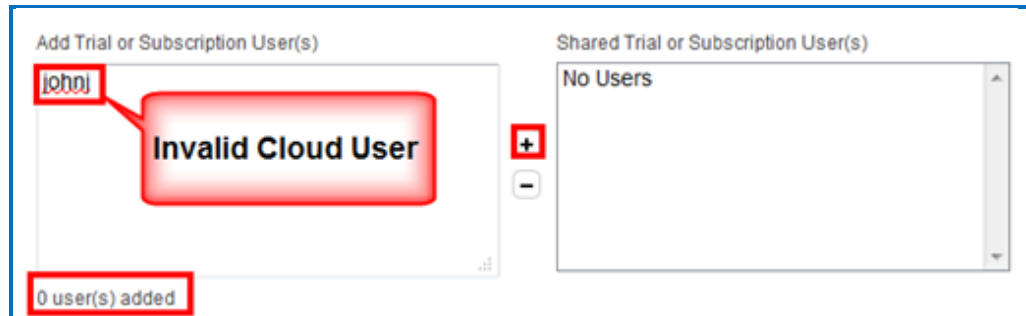 Add Trial or Subscription User(s)
Shared Trial or Subscription User(s)
johnj
No Users
Invalid Cloud User
+
-
0 user(s) added